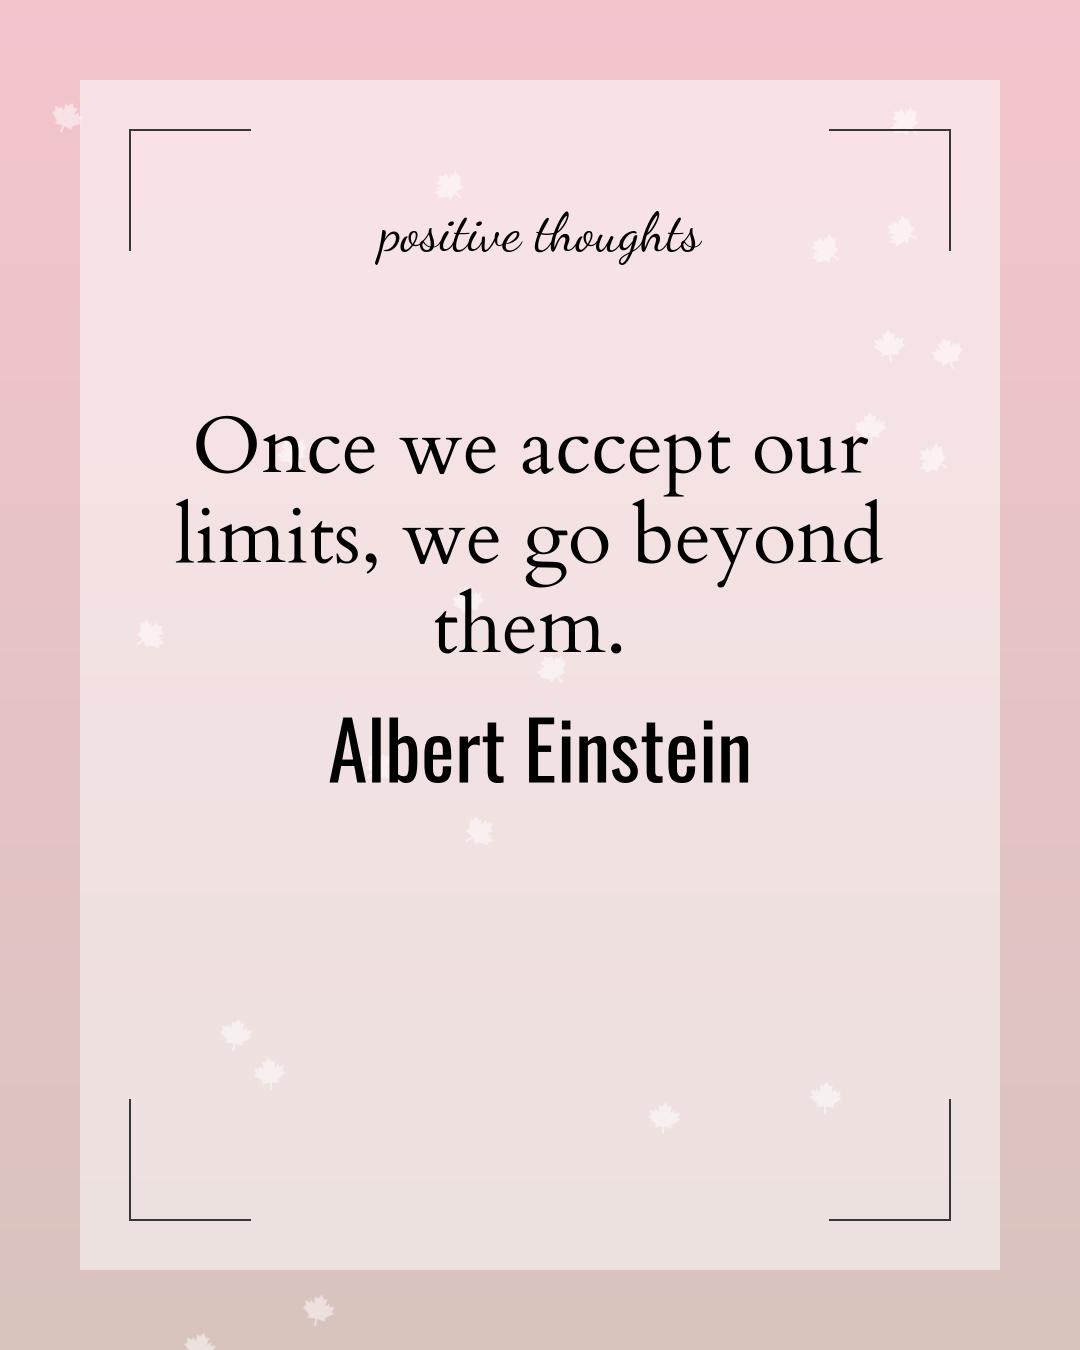 positive thoughts
Once we accept our
limits, we go beyond
them.
Albert Einstein